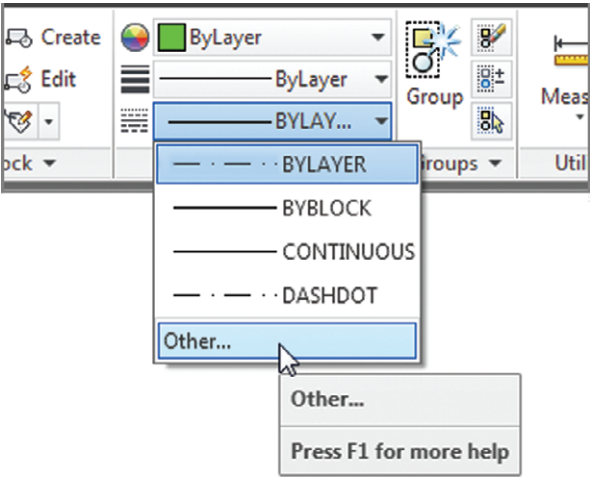 Create
ByLayer
Edit
ByLayer
Group
Meas
BYLAY...
ock
Groups
Util
BYLAYER
BYBLOCK
CONTINUOUS
DASHDOT
Other...
Other...
Press F1 for more help